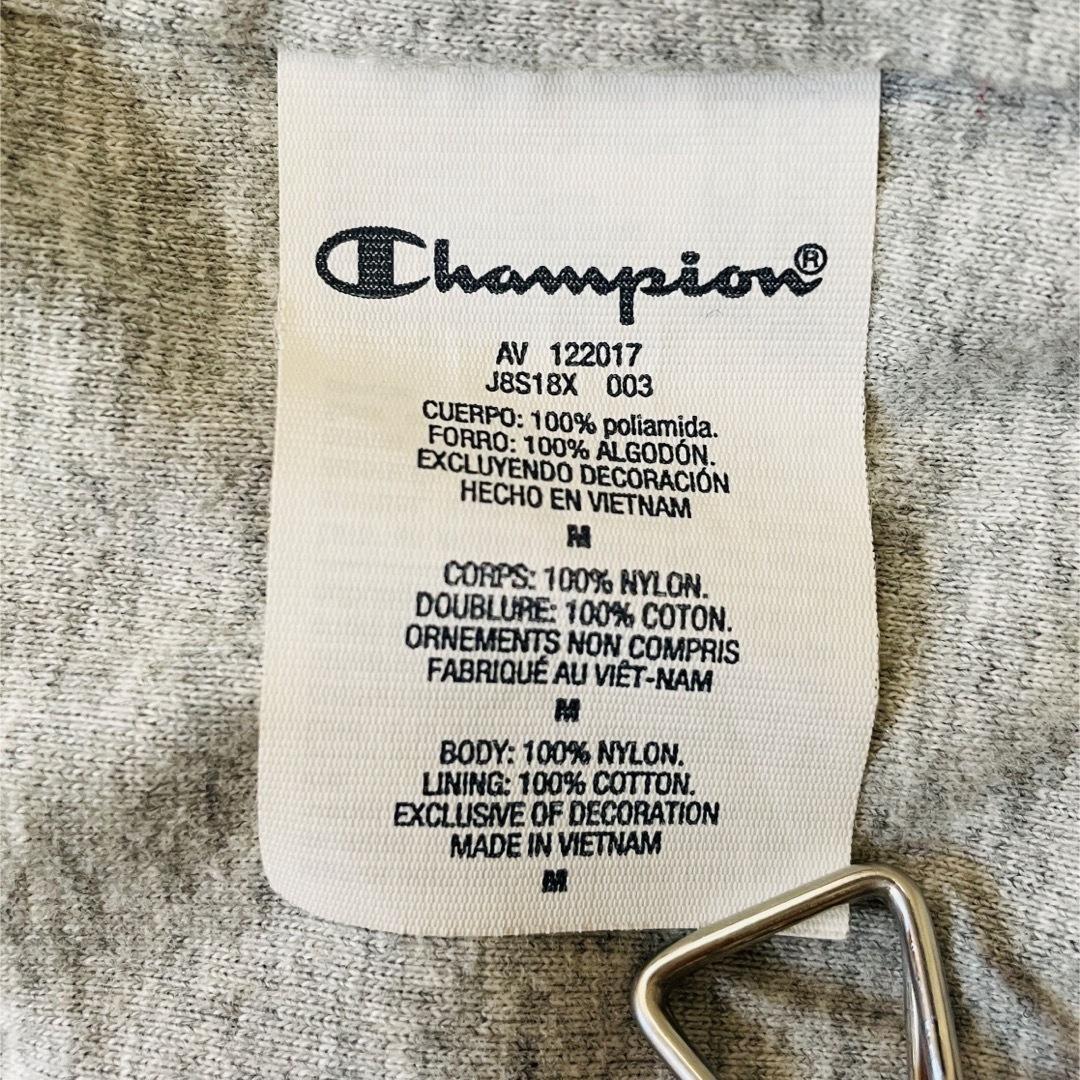 Champion®
AV 122017
J8S18X 003
CUERPO: 100% poliamida.
FORRO: 100% ALGODÓN.
EXCLUYENDO DECORACIÓN
HECHO EN VIETNAM
M
CORPS: 100% NYLON.
DOUBLURE: 100% COTON.
ORNEMENTS NON COMPRIS
FABRIQUÉ AU VIÊT-NAM
M
BODY: 100% NYLON.
LINING: 100% COTTON.
EXCLUSIVE OF DECORATION
MADE IN VIETNAM
M